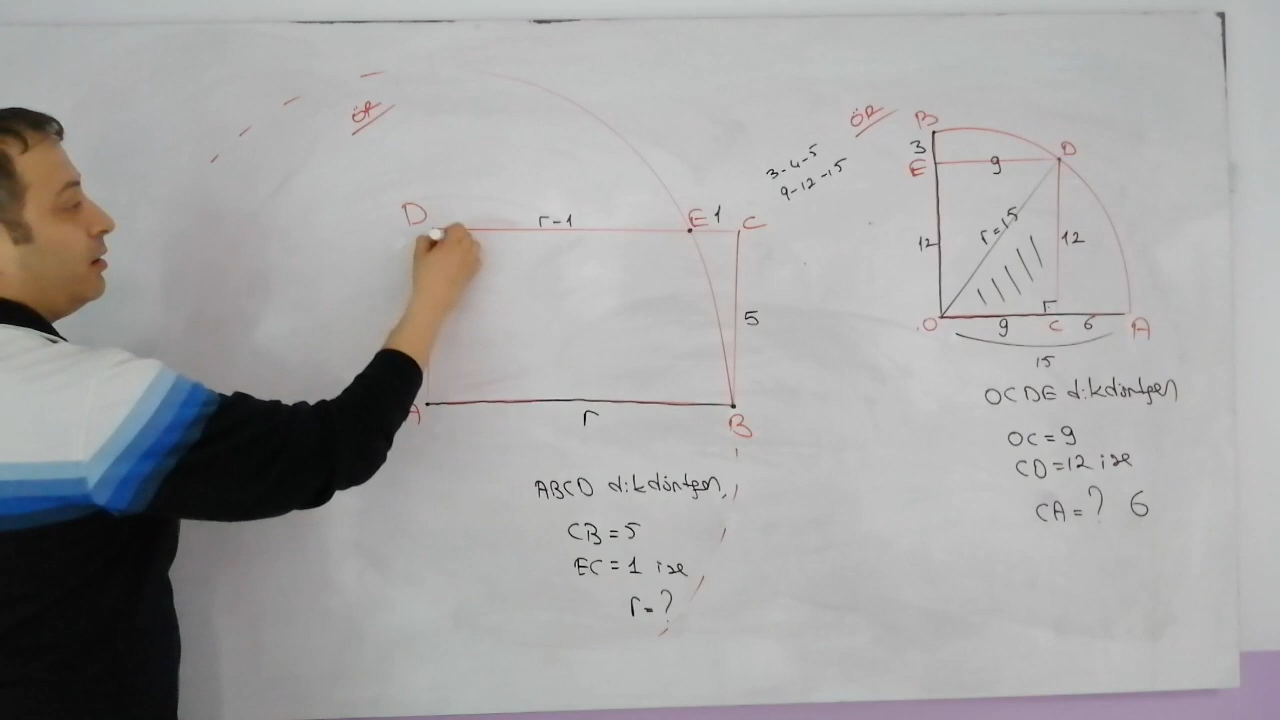 ÖR
D
r-1
E 1 C
5
A
r
B
ABCD dikdörtgen,
CB=5
EC=1 ise
r=?
3-4-5
9-12-15
ÖR
B
3
E
9
D
12
r=15
12
O
9
C
6
A
15
OCDE dikdörtgen
OC=9
CD=12 ise
CA=? 6